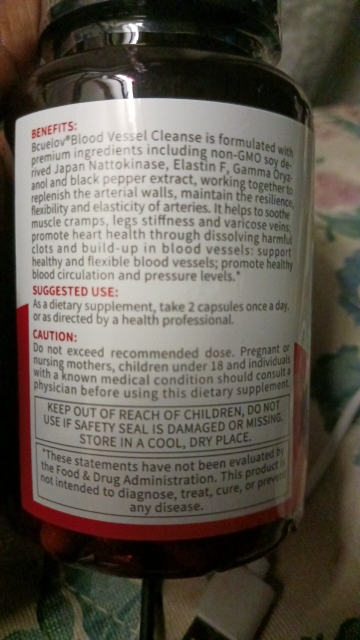 BENEFITS:
Bcuelov®Blood Vessel Cleanse is formulated with
premium ingredients including non-GMO soy de-
rived Japan Nattokinase, Elastin F, Gamma Oryz-
anol and black pepper extract, working together to
replenish the arterial walls, maintain the resilience,
flexibility and elasticity of arteries. It helps to soothe
muscle cramps, legs stiffness and varicose veins;
promote heart health through dissolving harmful
clots and build-up in blood vessels; support
healthy and flexible blood vessels; promote healthy
blood circulation and pressure levels.*
SUGGESTED USE:
As a dietary supplement, take 2 capsules once a day,
or as directed by a health professional.
CAUTION:
Do not exceed recommended dose. Pregnant or
nursing mothers, children under 18 and individuals
with a known medical condition should consult a
physician before using this dietary supplement.
KEEP OUT OF REACH OF CHILDREN, DO NOT
USE IF SAFETY SEAL IS DAMAGED OR MISSING.
STORE IN A COOL, DRY PLACE.
*These statements have not been evaluated by
the Food & Drug Administration. This product is
not intended to diagnose, treat, cure, or prevent
any disease.